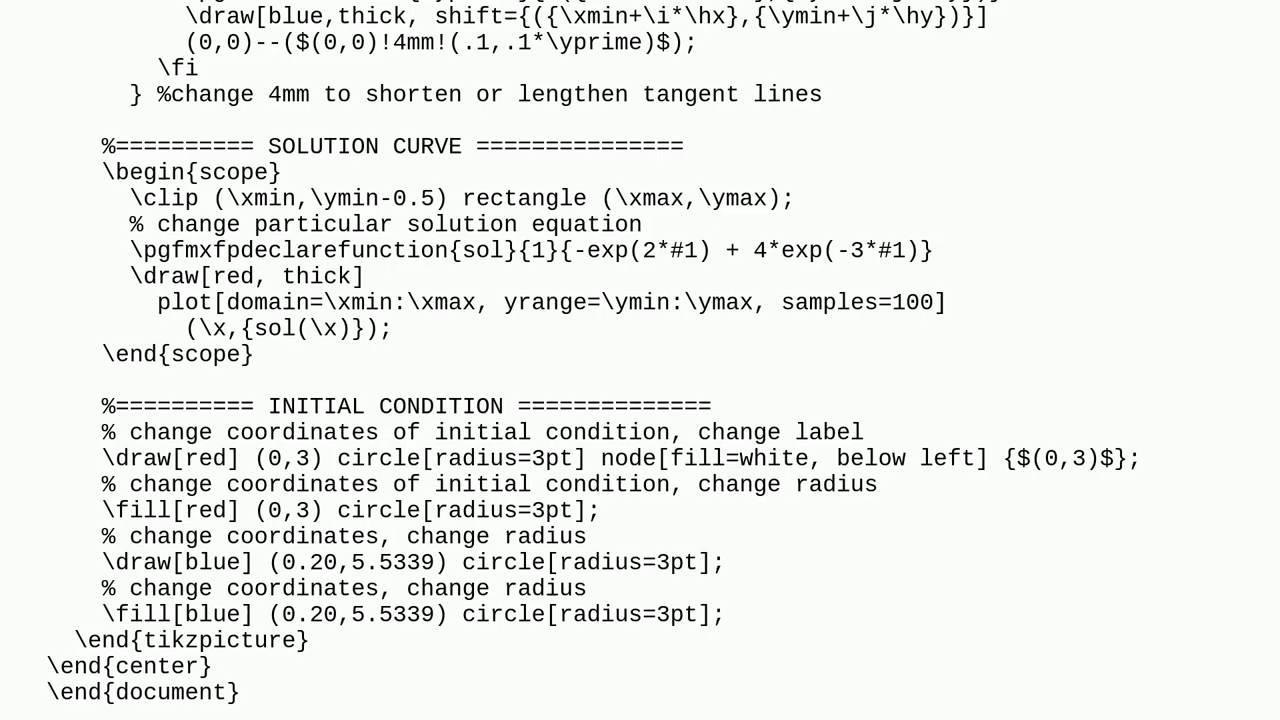 \draw[blue,thick, shift={({\xmin+\i*\hx},{\ymin+\j*\hy})}]
(0,0)--($(0,0)!4mm!(.1,.1*\yprime)$);
\fi
} %change 4mm to shorten or lengthen tangent lines
%========== SOLUTION CURVE ===============
\begin{scope}
\clip (\xmin,\ymin-0.5) rectangle (\xmax,\ymax);
% change particular solution equation
\pgfmxfpdeclarefunction{sol}{1}{-exp(2*#1) + 4*exp(-3*#1)}
\draw[red, thick]
plot[domain=\xmin:\xmax, yrange=\ymin:\ymax, samples=100]
(\x,{sol(\x)});
\end{scope}
%========== INITIAL CONDITION ==============
% change coordinates of initial condition, change label
\draw[red] (0,3) circle[radius=3pt] node[fill=white, below left] {$(0,3)$};
% change coordinates of initial condition, change radius
\fill[red] (0,3) circle[radius=3pt];
% change coordinates, change radius
\draw[blue] (0.20,5.5339) circle[radius=3pt];
% change coordinates, change radius
\fill[blue] (0.20,5.5339) circle[radius=3pt];
\end{tikzpicture}
\end{center}
\end{document}